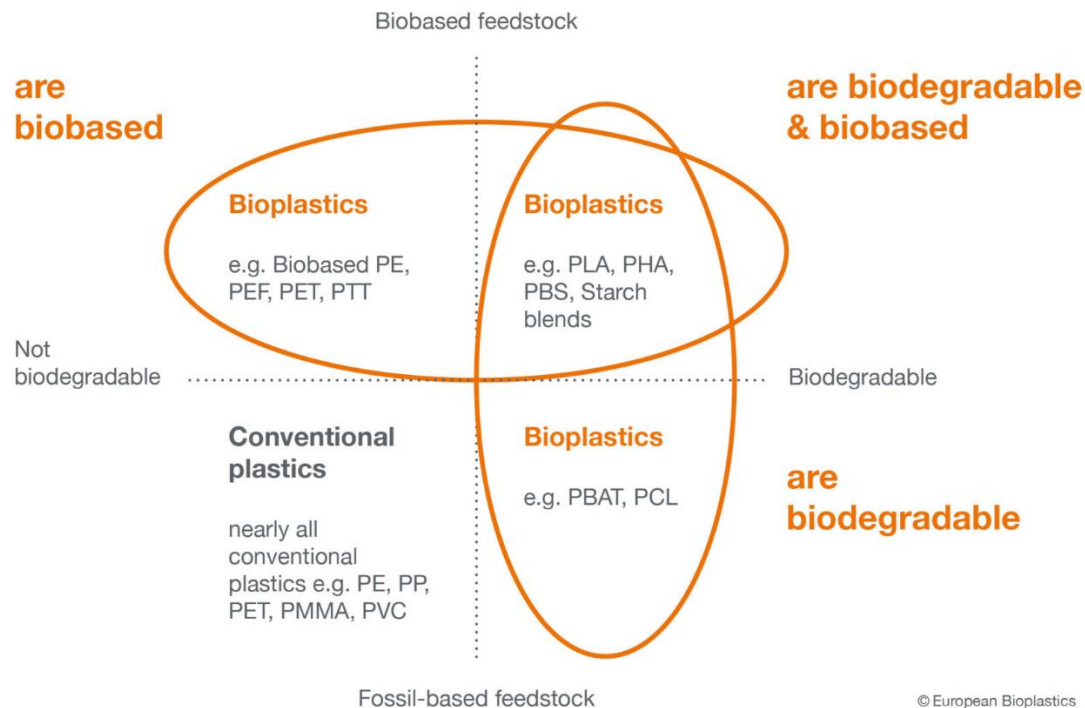 Biobased feedstock
are
biobased
are biodegradable
& biobased
Bioplastics
e.g. Biobased PE,
PEF, PET, PTT
Bioplastics
e.g. PLA, PHA,
PBS, Starch
blends
Not
biodegradable
Biodegradable
Conventional
plastics
nearly all
conventional
plastics e.g. PE, PP,
PET, PMMA, PVC
Bioplastics
e.g. PBAT, PCL
are
biodegradable
Fossil-based feedstock
© European Bioplastics